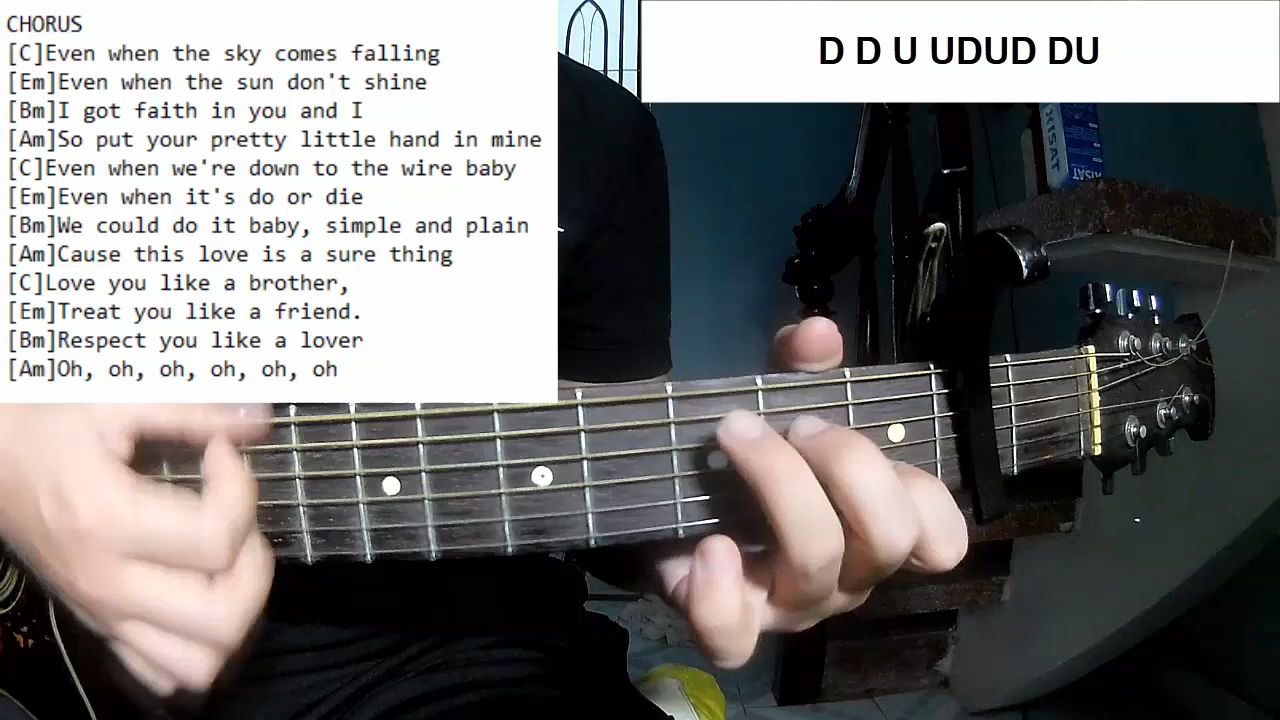 CHORUS
[C]Even when the sky comes falling
[Em]Even when the sun don't shine
[Bm]I got faith in you and I
[Am]So put your pretty little hand in mine
[C]Even when we're down to the wire baby
[Em]Even when it's do or die
[Bm]We could do it baby, simple and plain
[Am]Cause this love is a sure thing
[C]Love you like a brother,
[Em]Treat you like a friend.
[Bm]Respect you like a lover
[Am]Oh, oh, oh, oh, oh, oh
D D U UDUD DU
XISAT